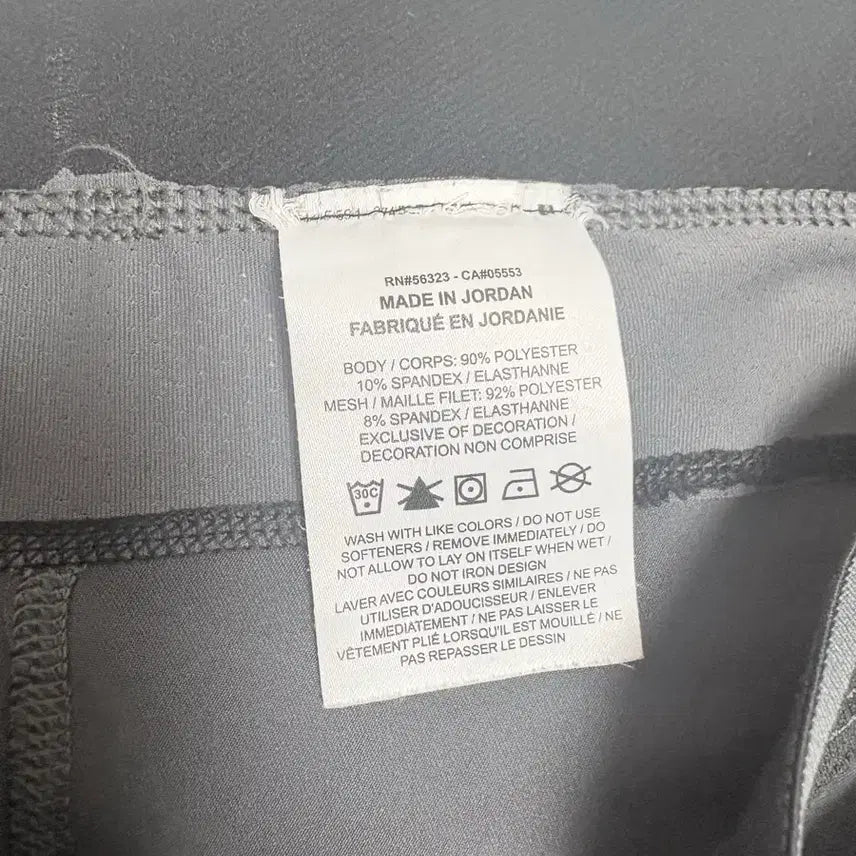 RN#56323 - CA#05553
MADE IN JORDAN
FABRIQUÉ EN JORDANIE
BODY / CORPS: 90% POLYESTER
10% SPANDEX / ELASTHANNE
MESH / MAILLE FILET: 92% POLYESTER
8% SPANDEX / ELASTHANNE
EXCLUSIVE OF DECORATION /
DECORATION NON COMPRISE
30C
WASH WITH LIKE COLORS / DO NOT USE
SOFTENERS / REMOVE IMMEDIATELY / DO
NOT ALLOW TO LAY ON ITSELF WHEN WET /
DO NOT IRON DESIGN
LAVER AVEC COULEURS SIMILAIRES / NE PAS
UTILISER D'ADOUCISSEUR / ENLEVER
IMMEDIATEMENT / NE PAS LAISSER LE
VÊTEMENT PLIÉ LORSQU'IL EST MOUILLÉ / NE
PAS REPASSER LE DESSIN